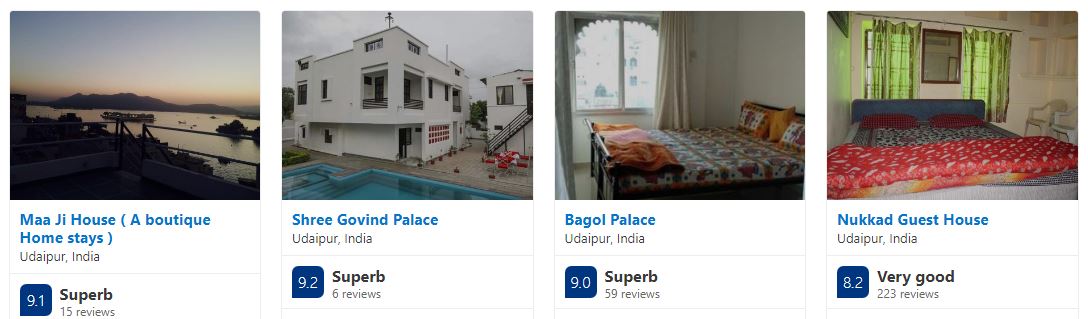 Maa Ji House ( A boutique
Home stays )
Udaipur, India
9.1
Superb
15 reviews
Shree Govind Palace
Udaipur, India
9.2
Superb
6 reviews
Bagol Palace
Udaipur, India
9.0
Superb
59 reviews
Nukkad Guest House
Udaipur, India
8.2
Very good
223 reviews